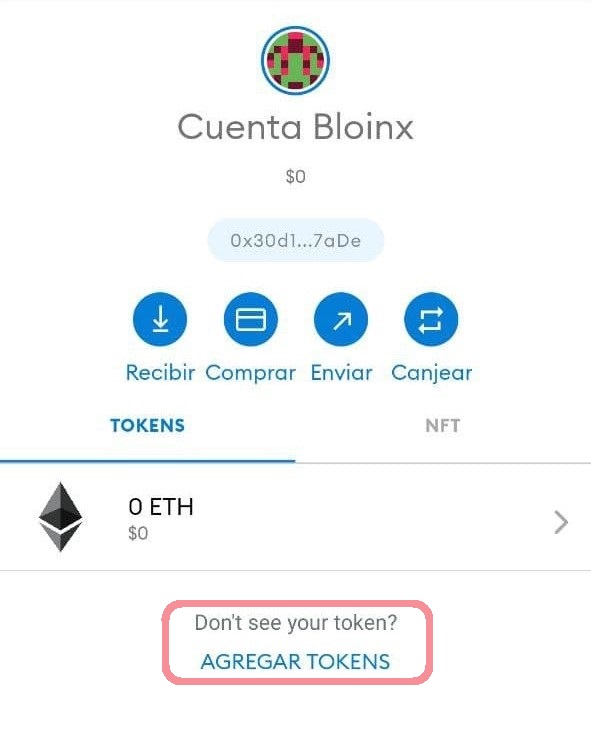 Cuenta Bloinx
$0
0x30d1...7aDe
Recibir Comprar Enviar Canjear
TOKENS NFT
0 ETH
$0
Don't see your token?
AGREGAR TOKENS